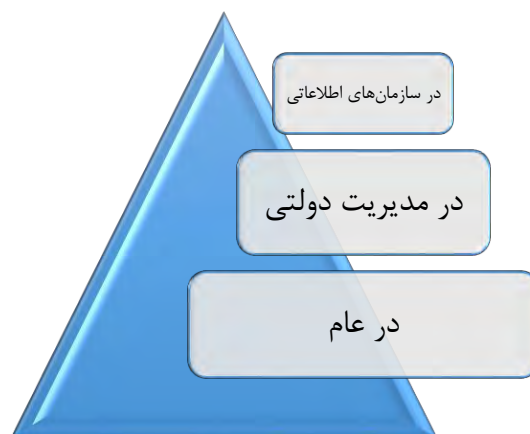 در سازمان‌های اطلاعاتی
در مدیریت دولتی
در عام